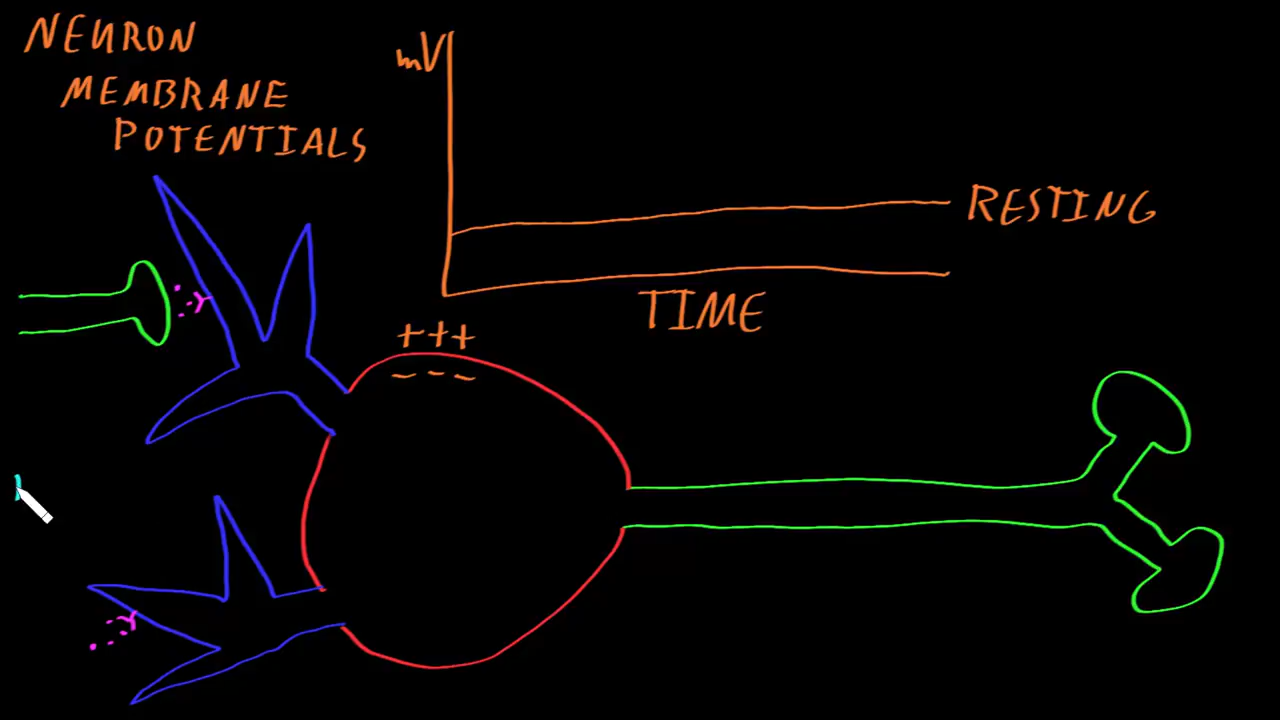 NEURON
MEMBRANE
POTENTIALS
mV
RESTING
TIME
+++
---